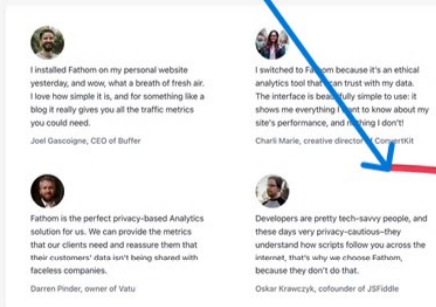 I installed Fathom on my personal website
yesterday, and wow, what a breath of fresh air.
I love how simple it is, and for something like a
blog it really gives you all the traffic metrics
you could need.
Joel Gascoigne, CEO of Buffer
I switched to Fathom because it's an ethical
analytics tool that I can trust with my data.
The interface is beautifully simple to use: it
shows me everything I want to know about my
site's performance, and nothing I don't!
Charli Marie, creative director of ConvertKit
Fathom is the perfect privacy-based Analytics
solution for us. We can provide the metrics
that our clients need and reassure them that
their customers' data isn't being shared with
faceless companies.
Darren Pinder, owner of Vatu
Developers are pretty tech-savvy people, and
these days very privacy-cautious–they
understand how scripts follow you across the
internet, that's why we choose Fathom,
because they don't do that.
Oskar Krawczyk, cofounder of JSFiddle